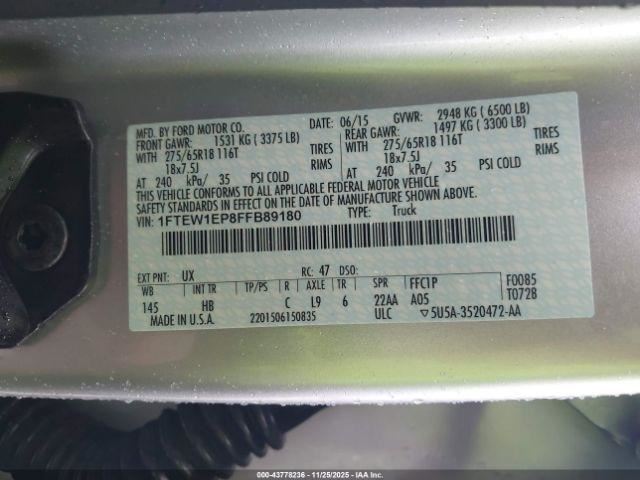 MFD. BY FORD MOTOR CO. DATE: 06/15 GVWR: 2948 KG ( 6500 LB)
FRONT GAWR: 1531 KG ( 3375 LB) REAR GAWR: 1497 KG ( 3300 LB)
WITH 275/65R18 116T TIRES WITH 275/65R18 116T TIRES
18x7.5J RIMS 18x7.5J RIMS
AT 240 kPa/ 35 PSI COLD AT 240 kPa/ 35 PSI COLD
THIS VEHICLE CONFORMS TO ALL APPLICABLE FEDERAL MOTOR VEHICLE
SAFETY STANDARDS IN EFFECT ON THE DATE OF MANUFACTURE SHOWN ABOVE.
VIN: 1FTEW1EP8FFB89180 TYPE: Truck
EXT PNT: UX RC: 47 DSO:
WB INT TR TP/PS R AXLE TR SPR FFC1P F0085
145 HB C L9 6 22AA A05 T0728
MADE IN U.S.A. 2201506150835 ULC ▽5U5A-3520472-AA
200-43778236 - 11/25/2025 - IAAI.com